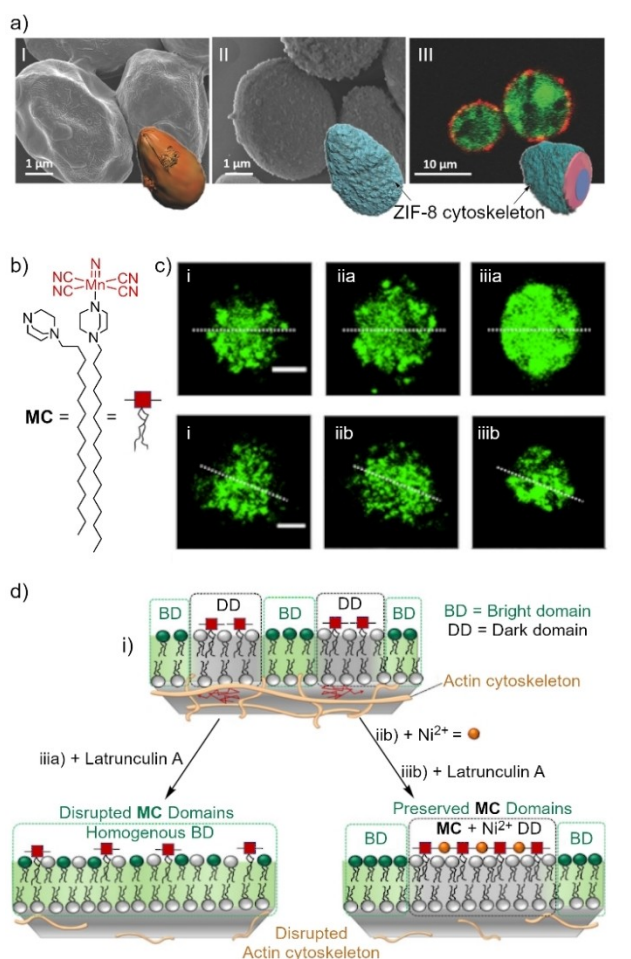 a)
I
II
III
1 µm
1 µm
10 µm
ZIF-8 cytoskeleton
b)
N
NC
CN
Mn
NC
CN
N
N
N
N
MC =
=
c)
i
iia
iiia
i
iib
iiib
d)
BD
DD
BD
DD
BD
BD = Bright domain
DD = Dark domain
i)
Actin cytoskeleton
iib) + Ni2+ =
iiia) + Latrunculin A
iiib) + Latrunculin A
Disrupted MC Domains
Homogenous BD
Preserved MC Domains
BD
MC + Ni2+ DD
BD
Disrupted
Actin cytoskeleton